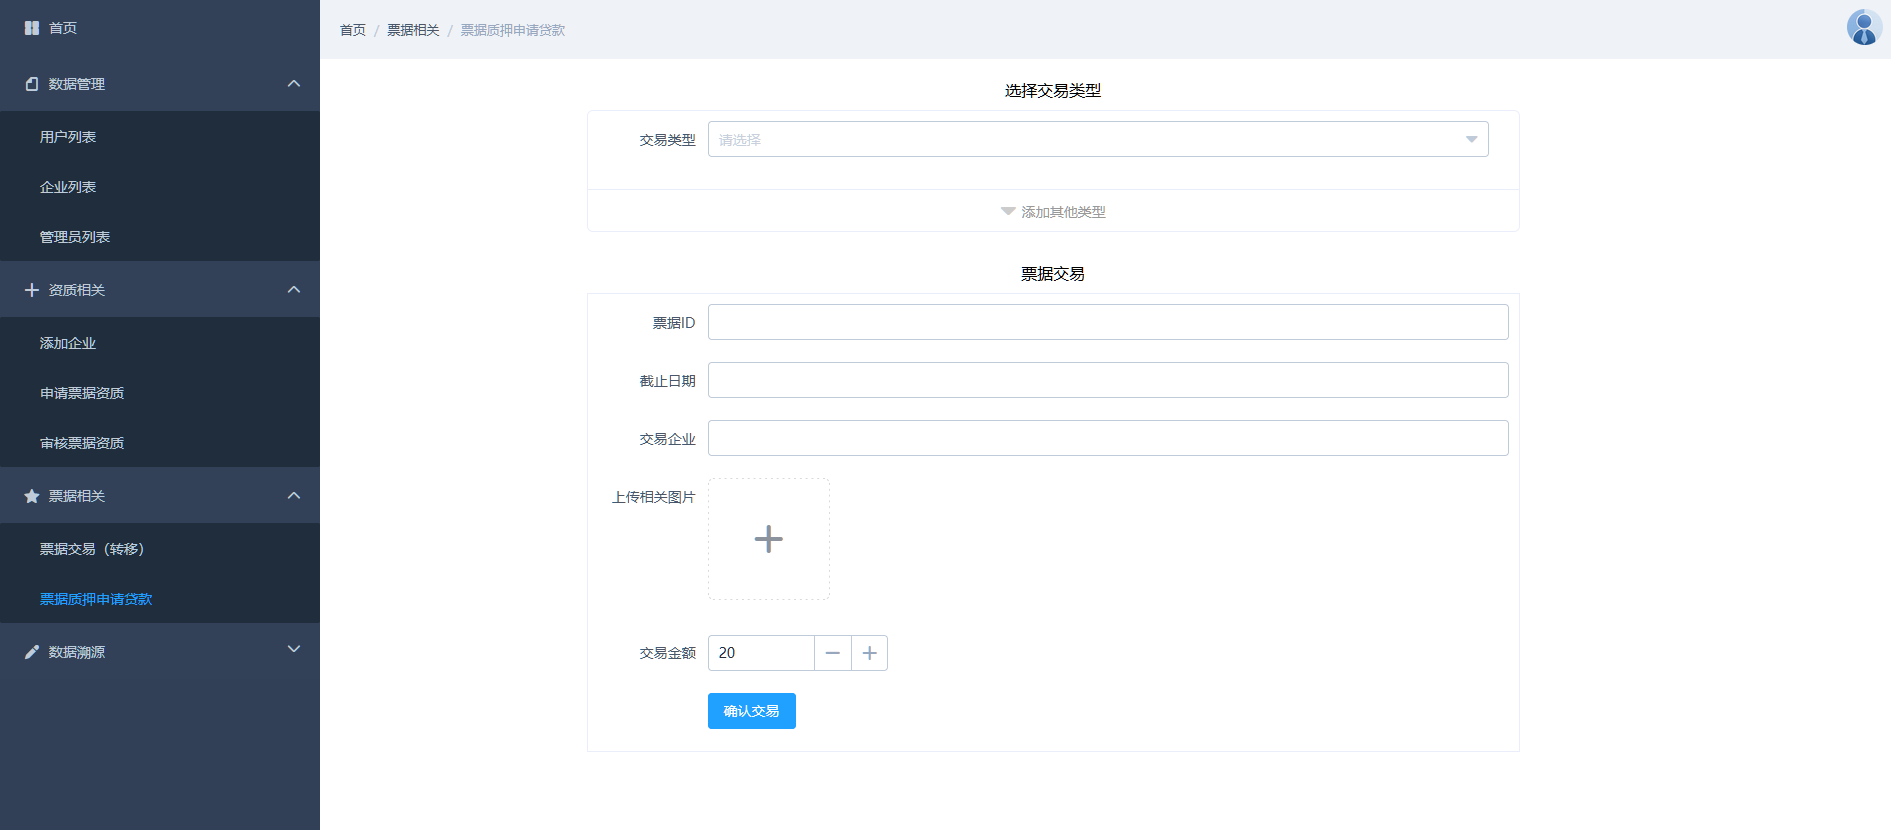 首页
数据管理
用户列表
企业列表
管理员列表
资质相关
添加企业
申请票据资质
审核票据资质
票据相关
票据交易（转移）
票据质押申请贷款
数据溯源
首页 / 票据相关 / 票据质押申请贷款
选择交易类型
交易类型 请选择
添加其他类型
票据交易
票据ID
截止日期
交易企业
上传相关图片
交易金额 20
确认交易